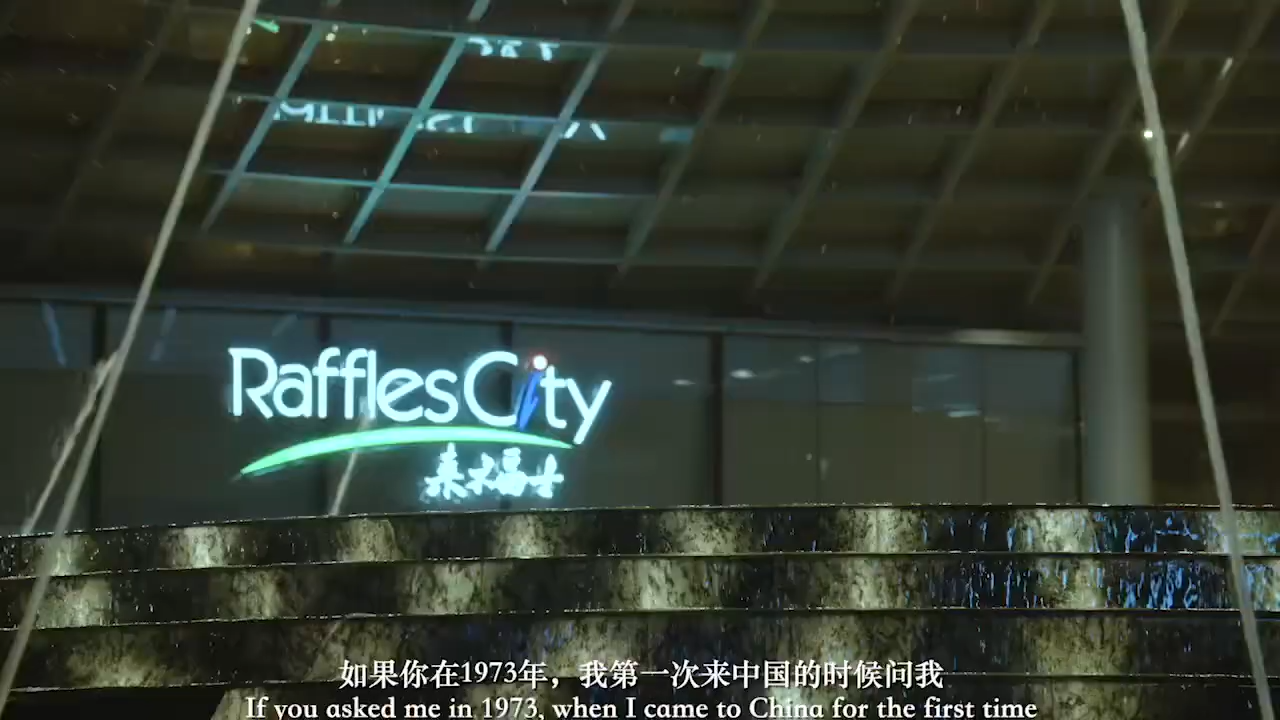 RafflesCity
来福士
如果你在1973年，我第一次来中国的时候问我
If you asked me in 1973, when I came to China for the first time